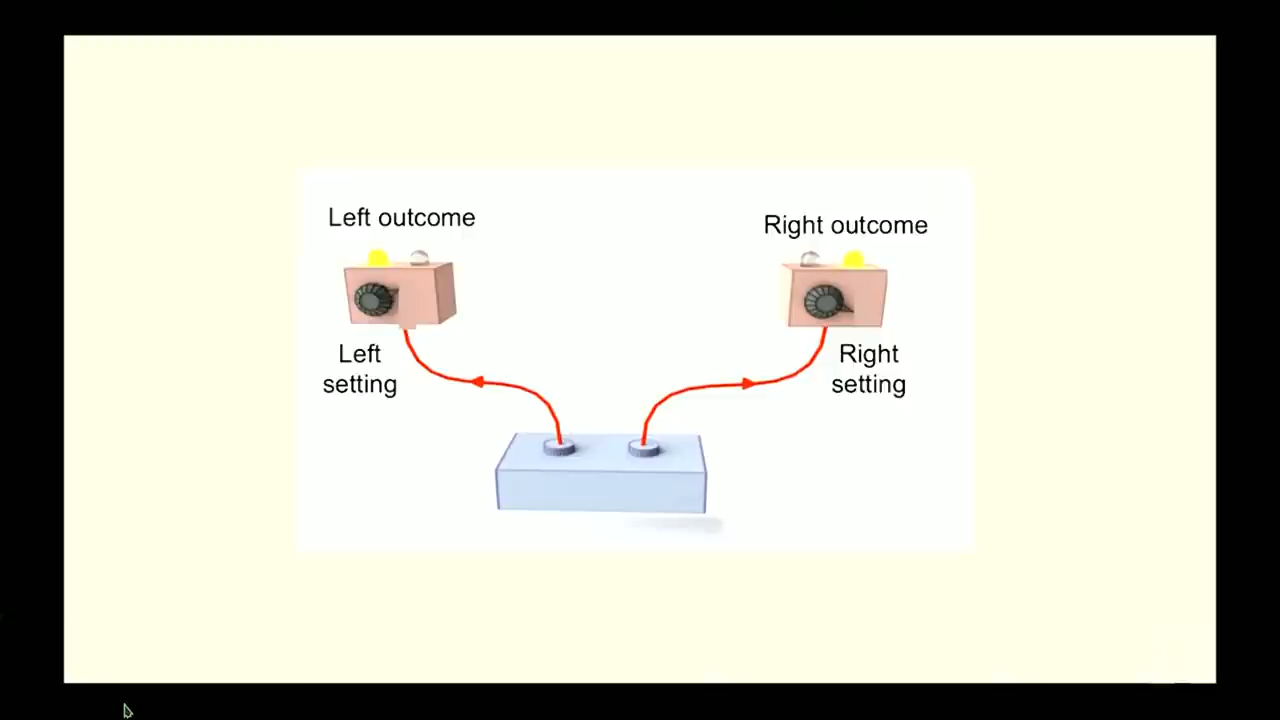 Left outcome
Right outcome
Left
setting
Right
setting